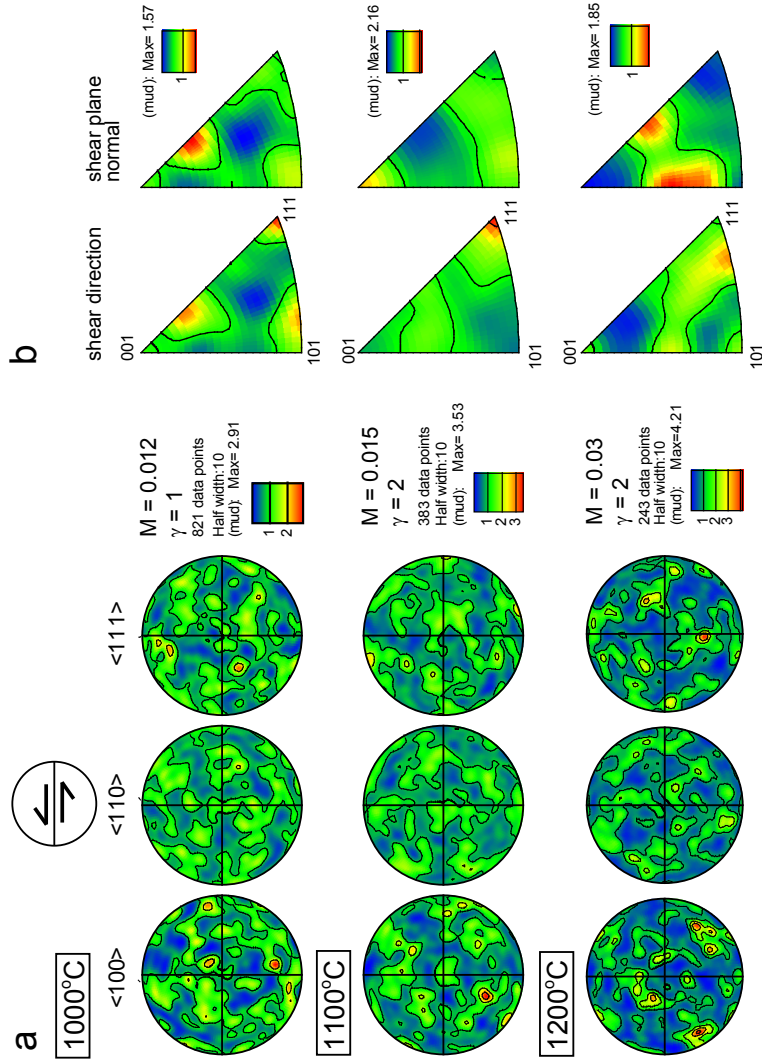 a
1000°C
<100>
<110>
<111>
M = 0.012
γ = 1
821 data points
Half width:10
(mud): Max= 2.91
1
2
1100°C
M = 0.015
γ = 2
383 data points
Half width:10
(mud): Max= 3.53
1
2
3
1200°C
M = 0.03
γ = 2
243 data points
Half width:10
(mud): Max=4.21
1
2
3
b
shear direction
shear plane
normal
001
101
111
(mud): Max= 1.57
1
001
101
111
(mud): Max= 2.16
1
001
101
111
(mud): Max= 1.85
1